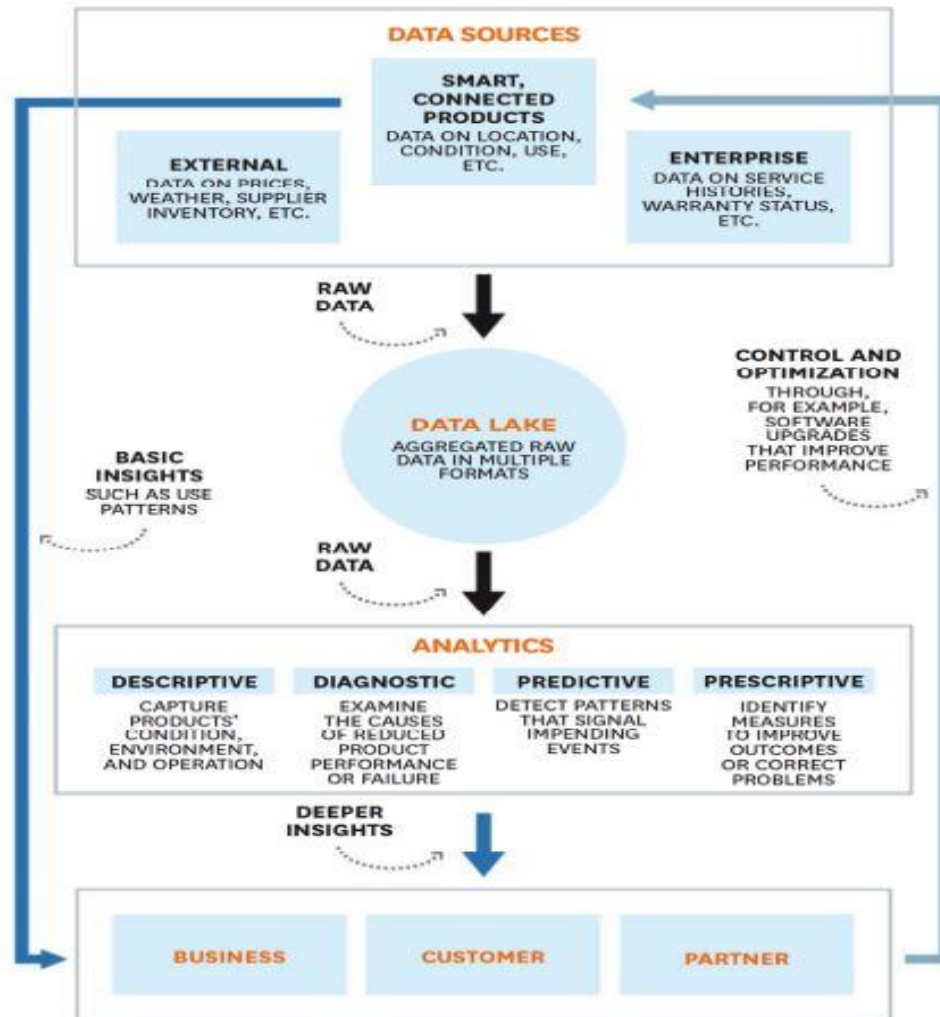 DATA SOURCES
SMART,
CONNECTED
PRODUCTS
DATA ON LOCATION,
CONDITION, USE,
ETC.
EXTERNAL
DATA ON PRICES,
WEATHER, SUPPLIER
INVENTORY, ETC.
ENTERPRISE
DATA ON SERVICE
HISTORIES,
WARRANTY STATUS,
ETC.
RAW
DATA
DATA LAKE
AGGREGATED RAW
DATA IN MULTIPLE
FORMATS
BASIC
INSIGHTS
SUCH AS USE
PATTERNS
CONTROL AND
OPTIMIZATION
THROUGH,
FOR EXAMPLE,
SOFTWARE
UPGRADES
THAT IMPROVE
PERFORMANCE
RAW
DATA
ANALYTICS
DESCRIPTIVE
CAPTURE
PRODUCTS'
CONDITION,
ENVIRONMENT,
AND OPERATION
DIAGNOSTIC
EXAMINE
THE CAUSES
OF REDUCED
PRODUCT
PERFORMANCE
OR FAILURE
PREDICTIVE
DETECT PATTERNS
THAT SIGNAL
IMPENDING
EVENTS
PRESCRIPTIVE
IDENTIFY
MEASURES
TO IMPROVE
OUTCOMES
OR CORRECT
PROBLEMS
DEEPER
INSIGHTS
BUSINESS
CUSTOMER
PARTNER